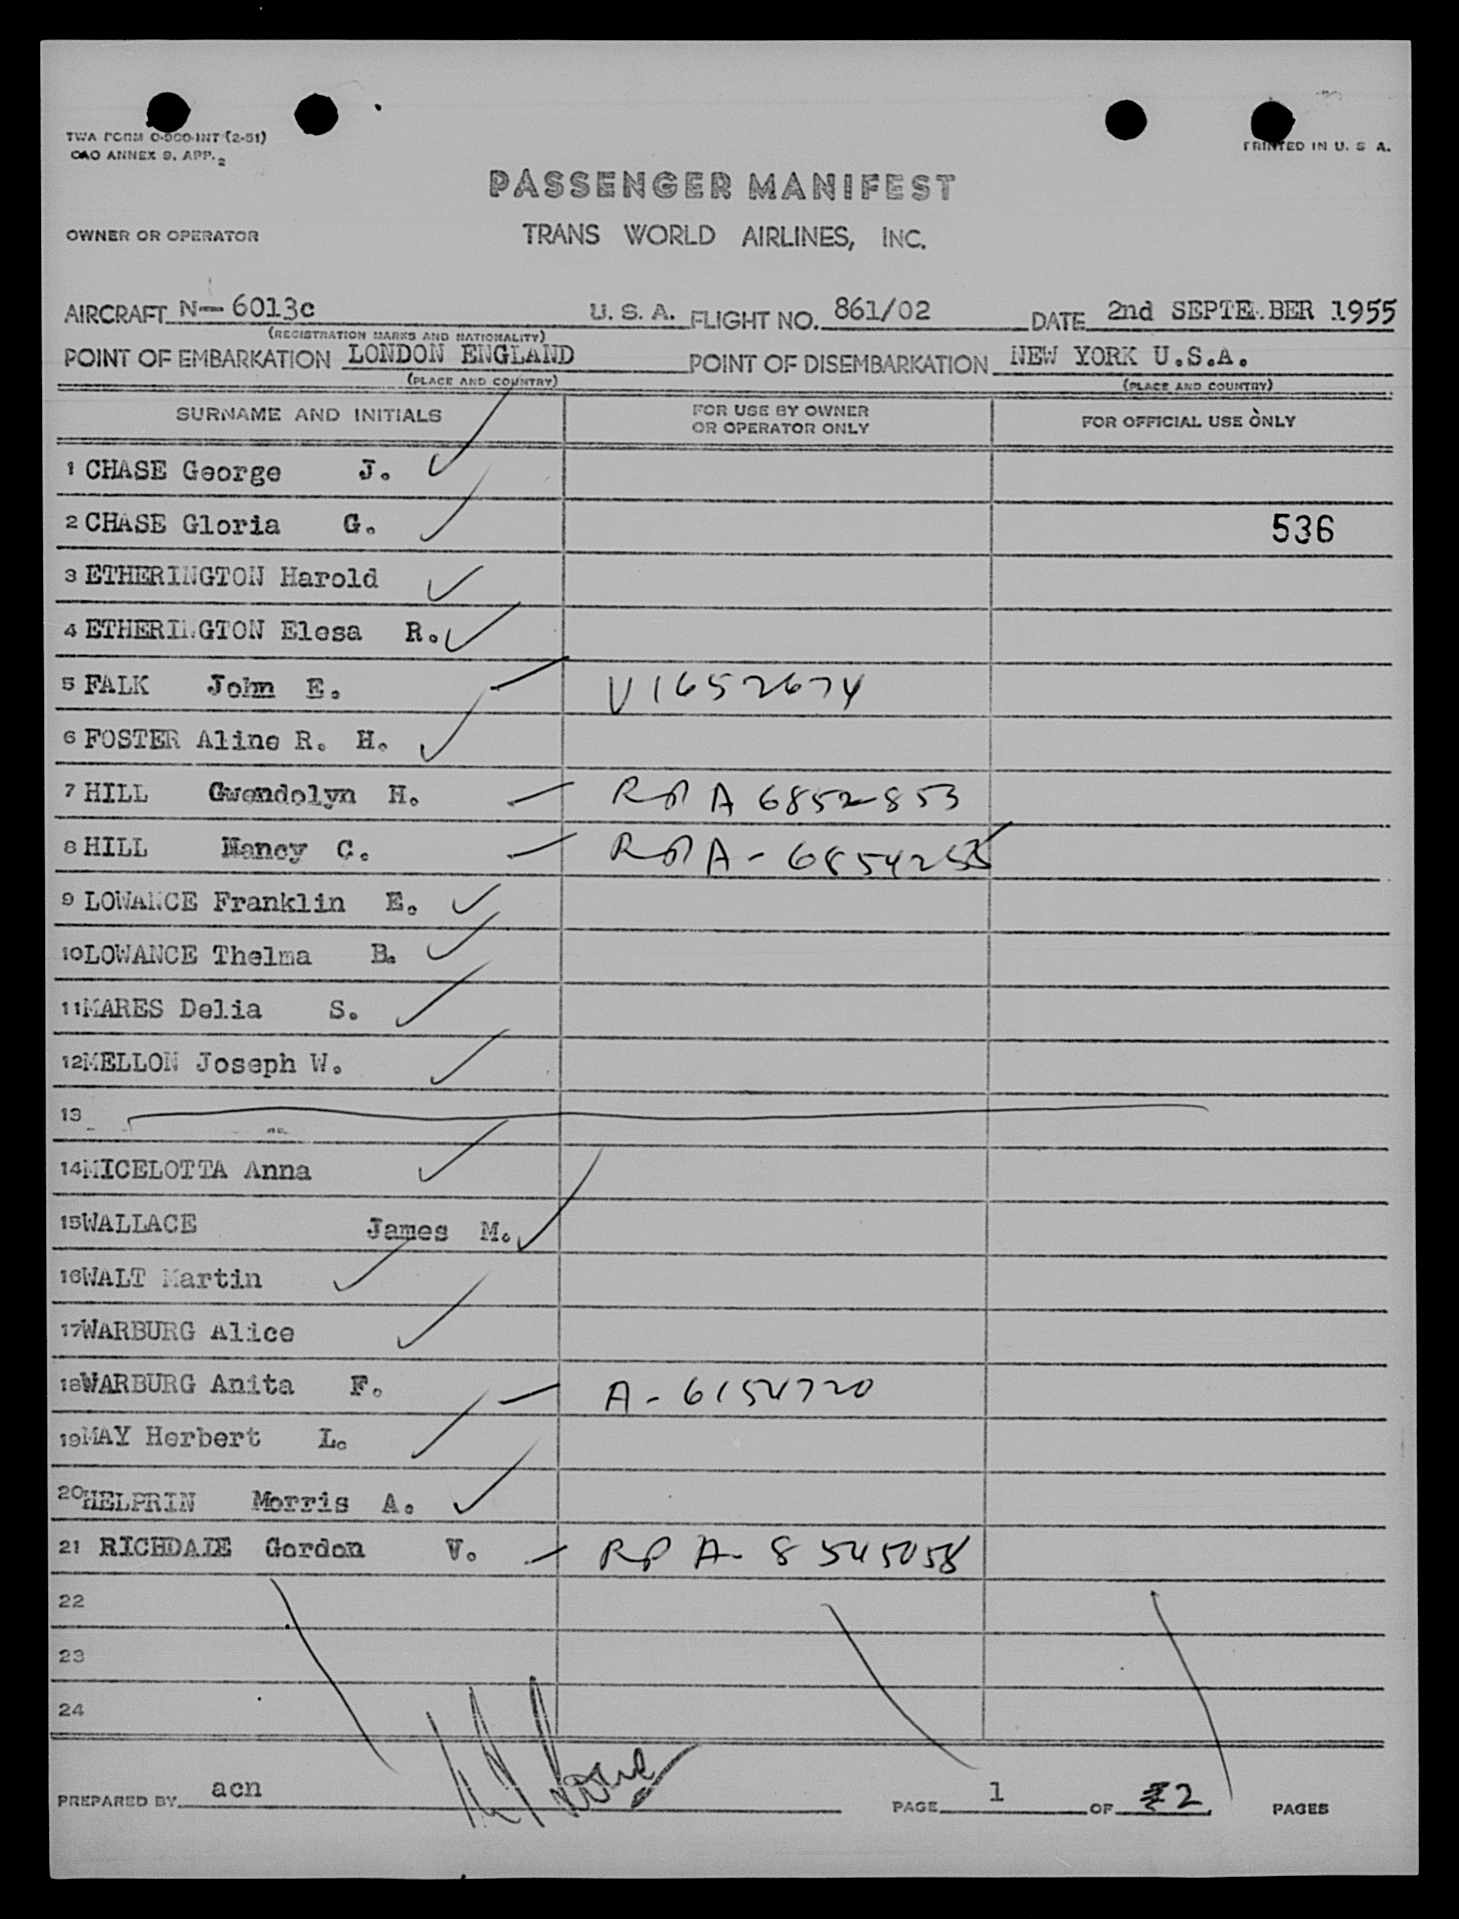 TWA FORM O-900-INT (2-51)
CAO ANNEX 9. APP. 2
PRINTED IN U. S A.
PASSENGER MANIFEST
OWNER OR OPERATOR TRANS WORLD AIRLINES, INC.
AIRCRAFT N- 6013c U. S. A. FLIGHT NO. 861/02 DATE 2nd SEPTEMBER 1955
(REGISTRATION MARKS AND NATIONALITY)
POINT OF EMBARKATION LONDON ENGLAND POINT OF DISEMBARKATION NEW YORK U.S.A.
(PLACE AND COUNTRY) (PLACE AND COUNTRY)
SURNAME AND INITIALS FOR USE BY OWNER OR OPERATOR ONLY FOR OFFICIAL USE ONLY
1 CHASE George J.
2 CHASE Gloria G. 536
3 ETHERINGTON Harold
4 ETHERINGTON Elesa R.
5 FALK John E. V1652674
6 FOSTER Aline R. H.
7 HILL Gwendolyn H. RP A 6852853
8 HILL Nancy C. RP A-
9 LOWANCE Franklin E.
10 LOWANCE Thelma B.
11 MARES Delia S.
12 MELLON Joseph W.
13
14 MICELOTTA Anna
15 WALLACE James M.
16 WALT Martin
17 WARBURG Alice
18 WARBURG Anita F. A-6154720
19 MAY Herbert L.
20 HELPRIN Morris A.
21 RICHDALE Gordon V. RP A-
22
23
24
PREPARED BY acn PAGE 1 OF 2 PAGES